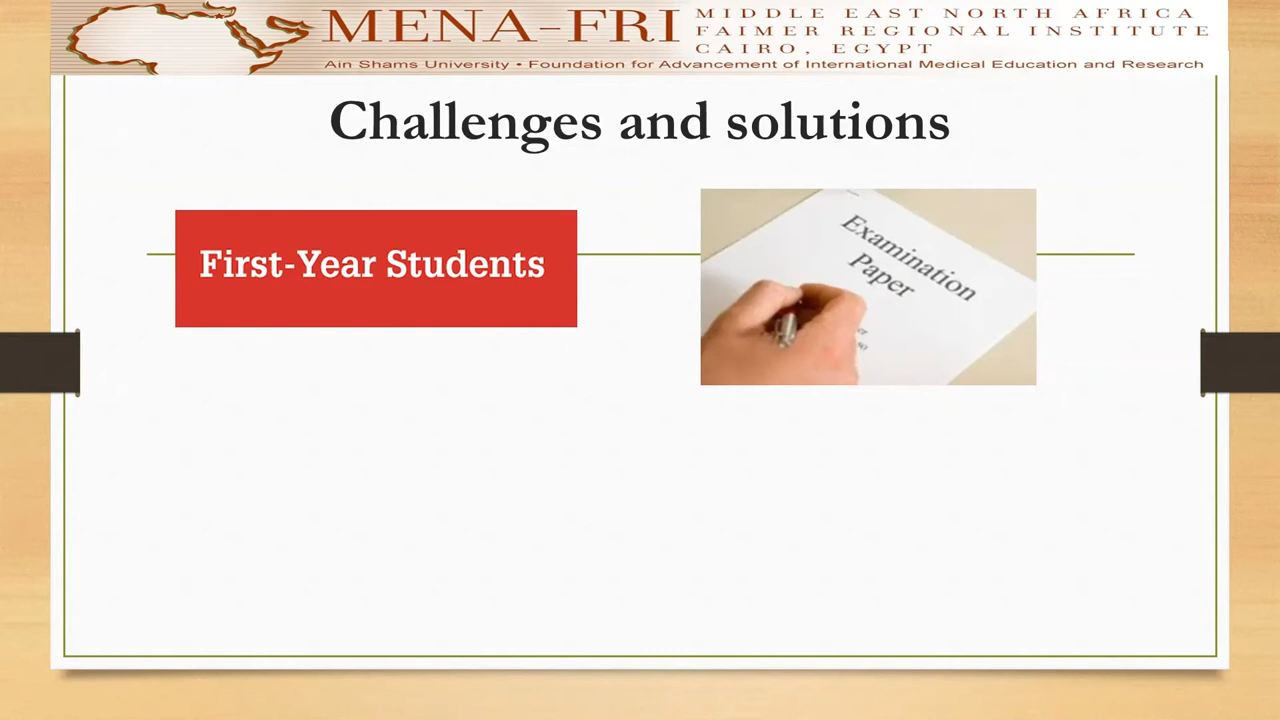 MENA-FRI
MIDDLE EAST NORTH AFRICA
FAIMER REGIONAL INSTITUTE
CAIRO, EGYPT
Ain Shams University • Foundation for Advancement of International Medical Education and Research
Challenges and solutions
First-Year Students
Examination
Paper